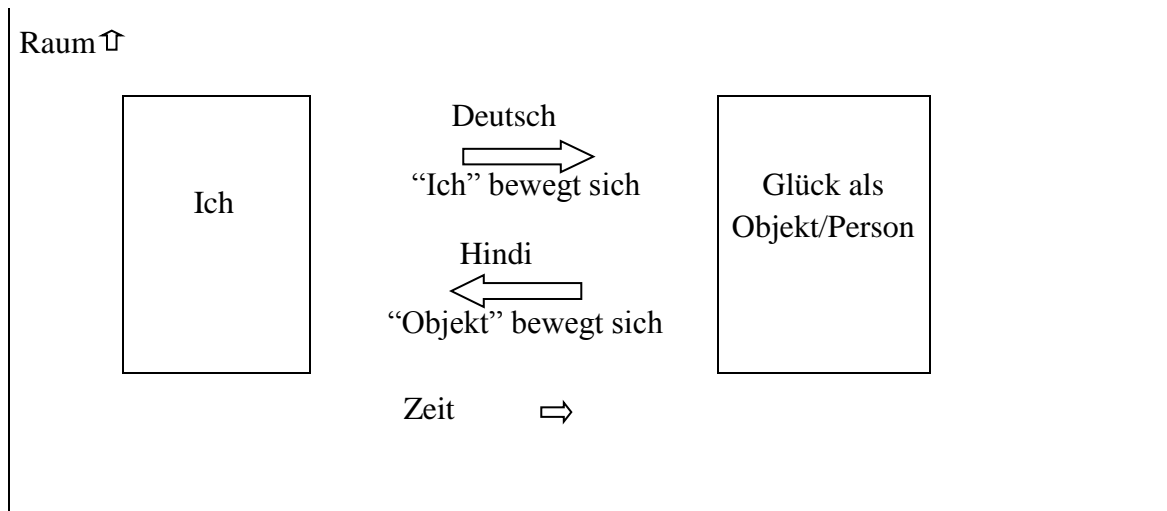 Raum
Deutsch
“Ich” bewegt sich
Ich
Glück als
Objekt/Person
Hindi
“Objekt” bewegt sich
Zeit